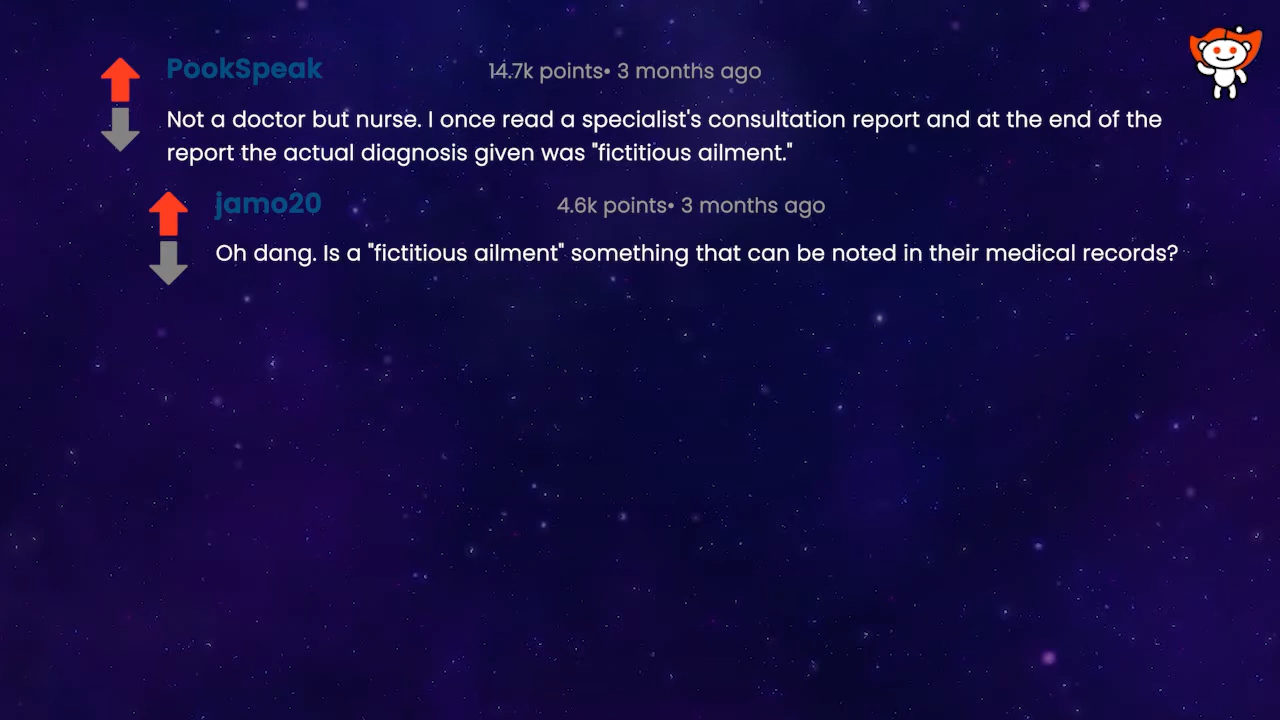 PookSpeak 14.7k points• 3 months ago
Not a doctor but nurse. I once read a specialist's consultation report and at the end of the
report the actual diagnosis given was "fictitious ailment."
jamo20 4.6k points• 3 months ago
Oh dang. Is a "fictitious ailment" something that can be noted in their medical records?